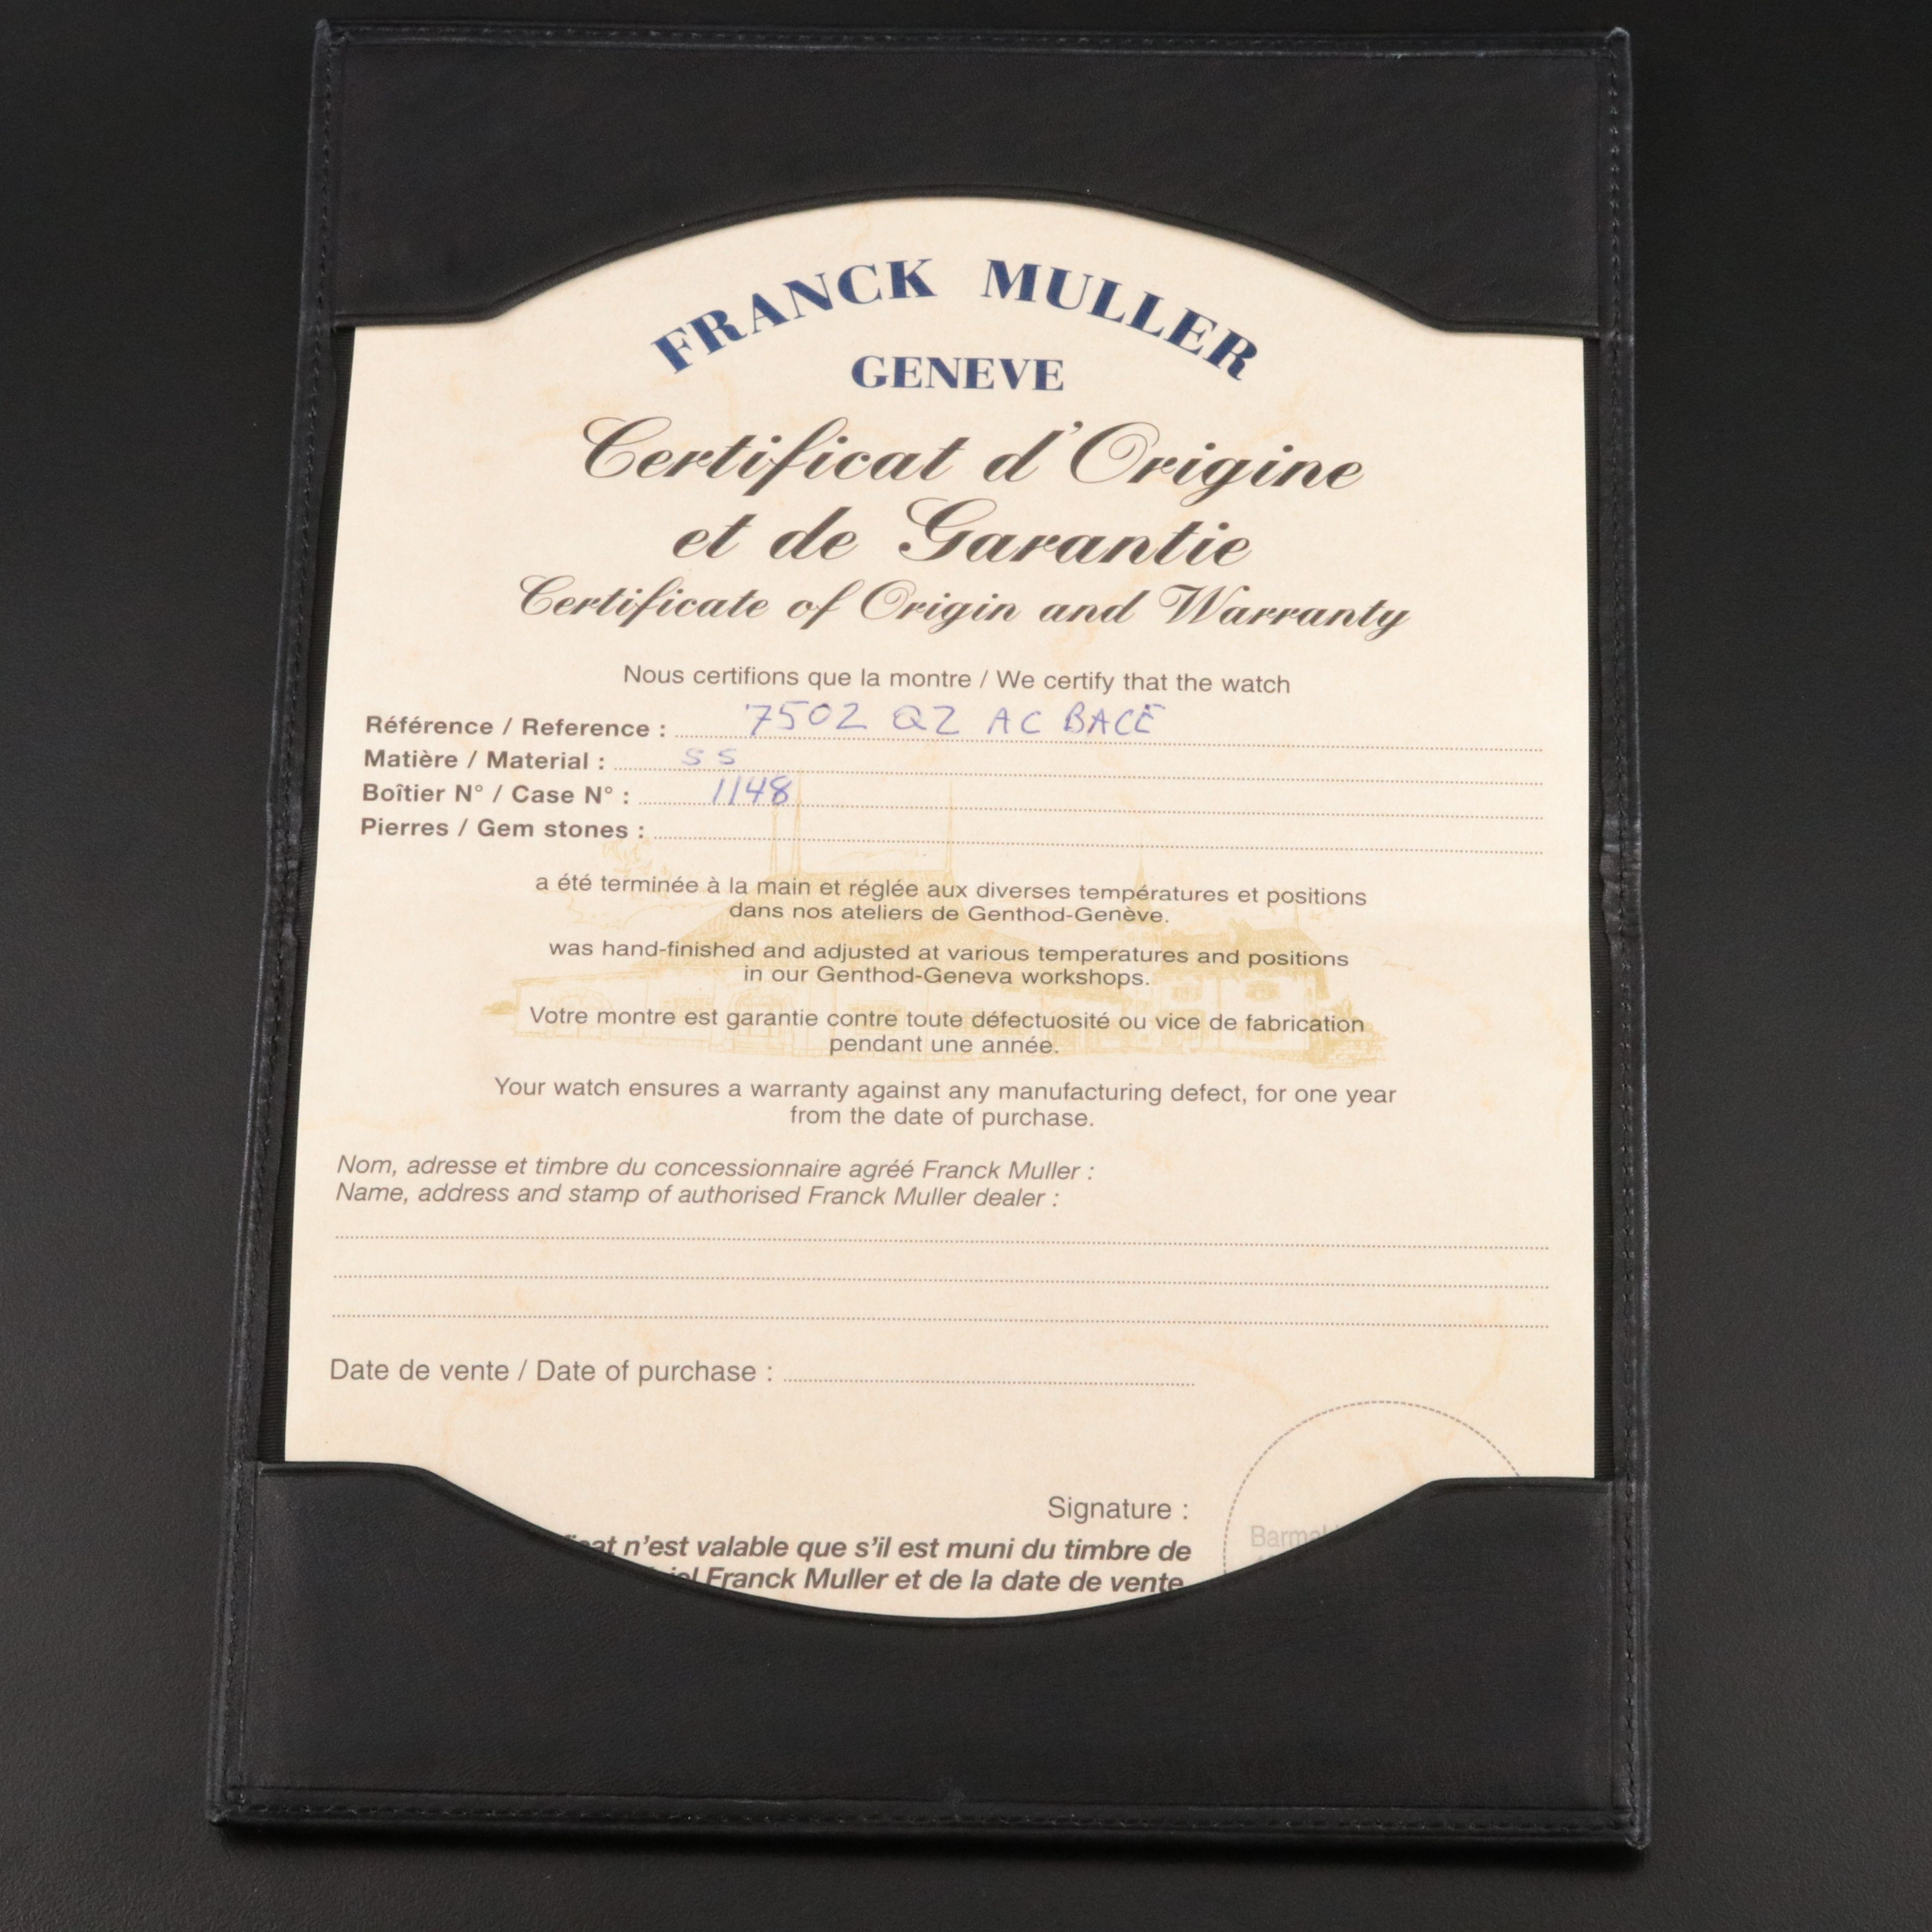 FRANCK MULLER
GENEVE
Certificat d'Origine
et de Garantie
Certificate of Origin and Warranty
Nous certifions que la montre / We certify that the watch
Référence / Reference : 7502 QZ AC BACE
Matière / Material : SS
Boîtier N° / Case N° : 1148
Pierres / Gem stones :
a été terminée à la main et réglée aux diverses températures et positions
dans nos ateliers de Genthod-Genève.
was hand-finished and adjusted at various temperatures and positions
in our Genthod-Geneva workshops.
Votre montre est garantie contre toute défectuosité ou vice de fabrication
pendant une année.
Your watch ensures a warranty against any manufacturing defect, for one year
from the date of purchase.
Nom, adresse et timbre du concessionnaire agréé Franck Muller :
Name, address and stamp of authorised Franck Muller dealer :
Date de vente / Date of purchase :
Signature :
n'est valable que s'il est muni du timbre de
Franck Muller et de la date de vente